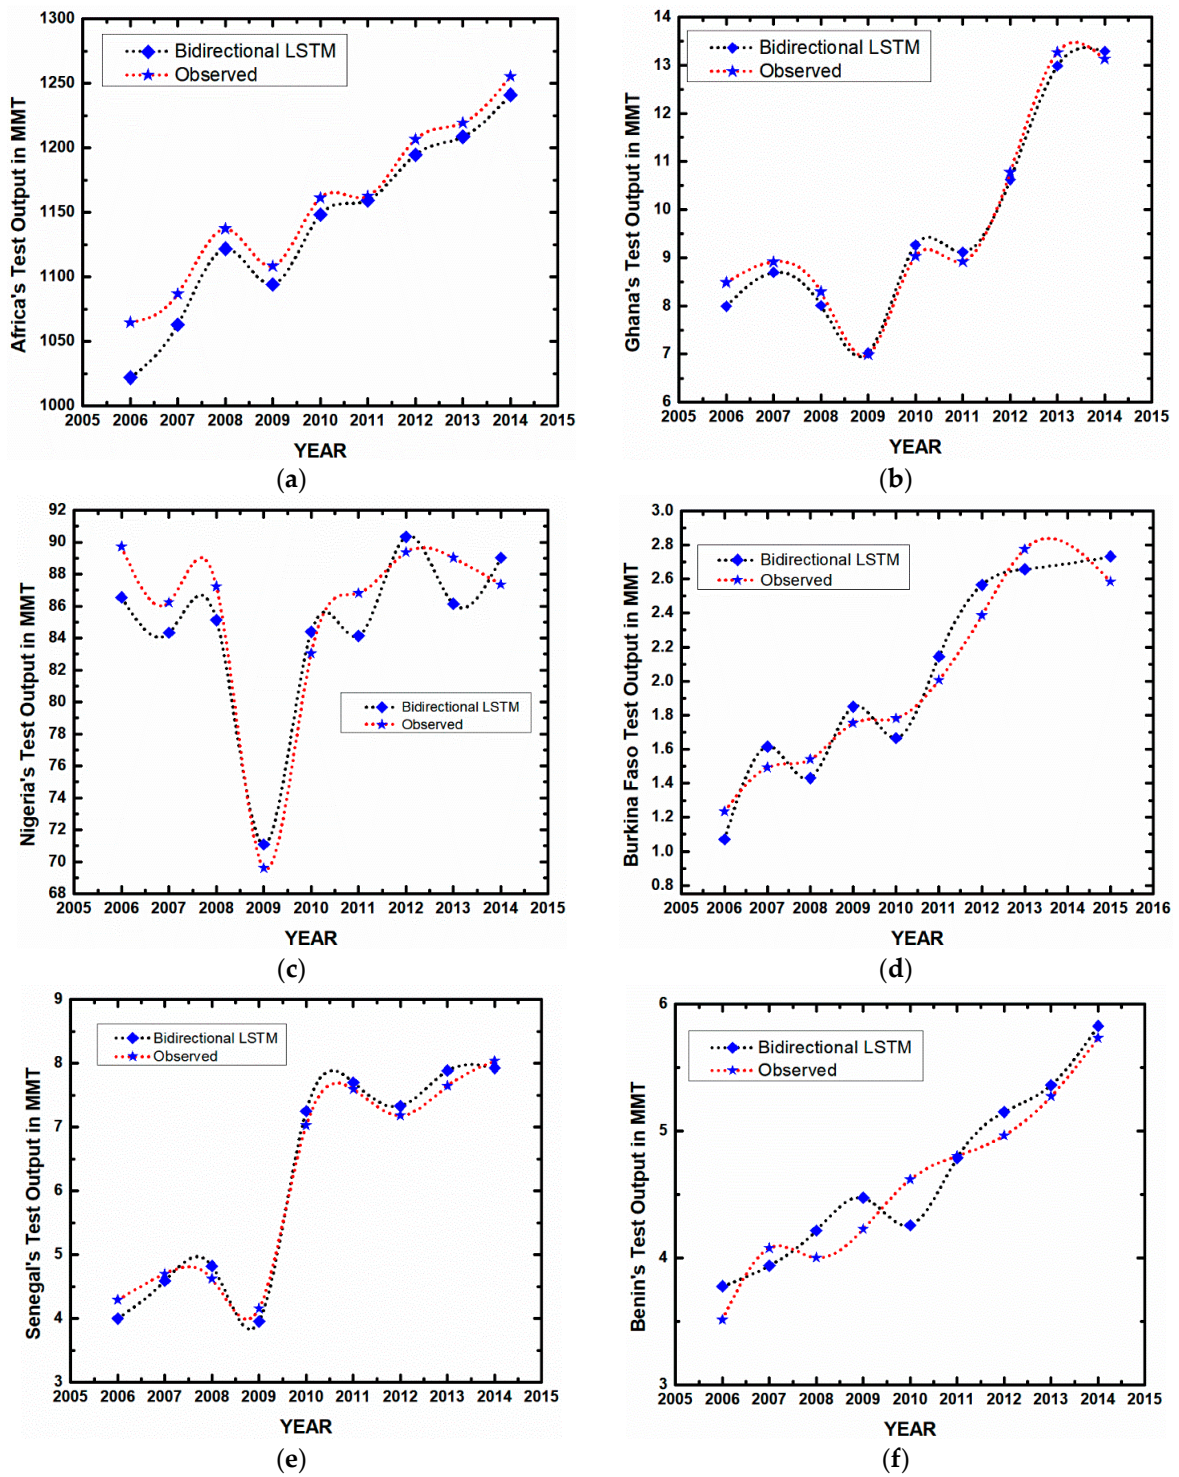 Africa's Test Output in MMT
1300
1250
1200
1150
1100
1050
1000
Bidirectional LSTM
Observed
2005 2006 2007 2008 2009 2010 2011 2012 2013 2014 2015
YEAR
(a)
Ghana's Test Output in MMT
14
13
12
11
10
9
8
7
6
Bidirectional LSTM
Observed
2005 2006 2007 2008 2009 2010 2011 2012 2013 2014 2015
YEAR
(b)
Nigeria's Test Output in MMT
92
90
88
86
84
82
80
78
76
74
72
70
68
Bidirectional LSTM
Observed
2005 2006 2007 2008 2009 2010 2011 2012 2013 2014 2015
YEAR
(c)
Burkina Faso Test Output in MMT
3.0
2.8
2.6
2.4
2.2
2.0
1.8
1.6
1.4
1.2
1.0
0.8
Bidirectional LSTM
Observed
2005 2006 2007 2008 2009 2010 2011 2012 2013 2014 2015 2016
YEAR
(d)
Senegal's Test Output in MMT
9
8
7
6
5
4
3
Bidirectional LSTM
Observed
2005 2006 2007 2008 2009 2010 2011 2012 2013 2014 2015
YEAR
(e)
Benin's Test Output in MMT
6
5
4
3
Bidirectional LSTM
Observed
2005 2006 2007 2008 2009 2010 2011 2012 2013 2014 2015
YEAR
(f)